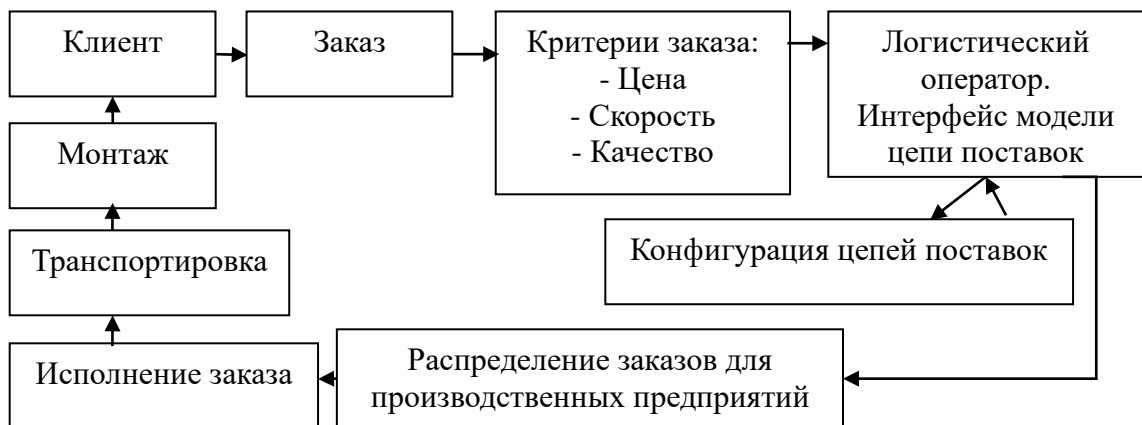 Клиент
Заказ
Критерии заказа:
- Цена
- Скорость
- Качество
Логистический
оператор.
Интерфейс модели
цепи поставок
Монтаж
Конфигурация цепей поставок
Транспортировка
Распределение заказов для
производственных предприятий
Исполнение заказа